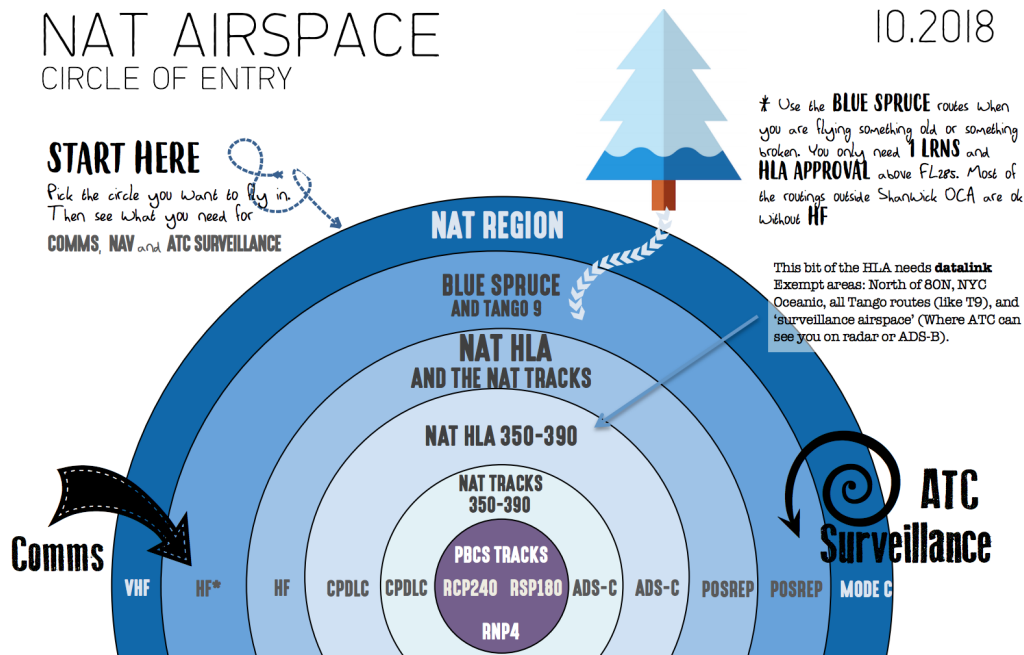 NAT AIRSPACE
CIRCLE OF ENTRY
10.2018
* Use the BLUE SPRUCE routes when
you are flying something old or something
broken. You only need 1 LRNS and
HLA APPROVAL above FL285. Most of
the routings outside Shanwick OCA are ok
without HF
START HERE
Pick the circle you want to fly in.
Then see what you need for
COMMS, NAV and ATC SURVEILLANCE
NAT REGION
This bit of the HLA needs datalink
Exempt areas: North of 80N, NYC
Oceanic, all Tango routes (like T9), and
'surveillance airspace' (Where ATC can
see you on radar or ADS-B).
BLUE SPRUCE
AND TANGO 9
NAT HLA
AND THE NAT TRACKS
NAT HLA 350-390
NAT TRACKS
350-390
Comms
ATC
Surveillance
PBCS TRACKS
VHF HF* HF CPDLC CPDLC RCP240 RSP180 ADS-C ADS-C POSREP POSREP MODE C
RNP4